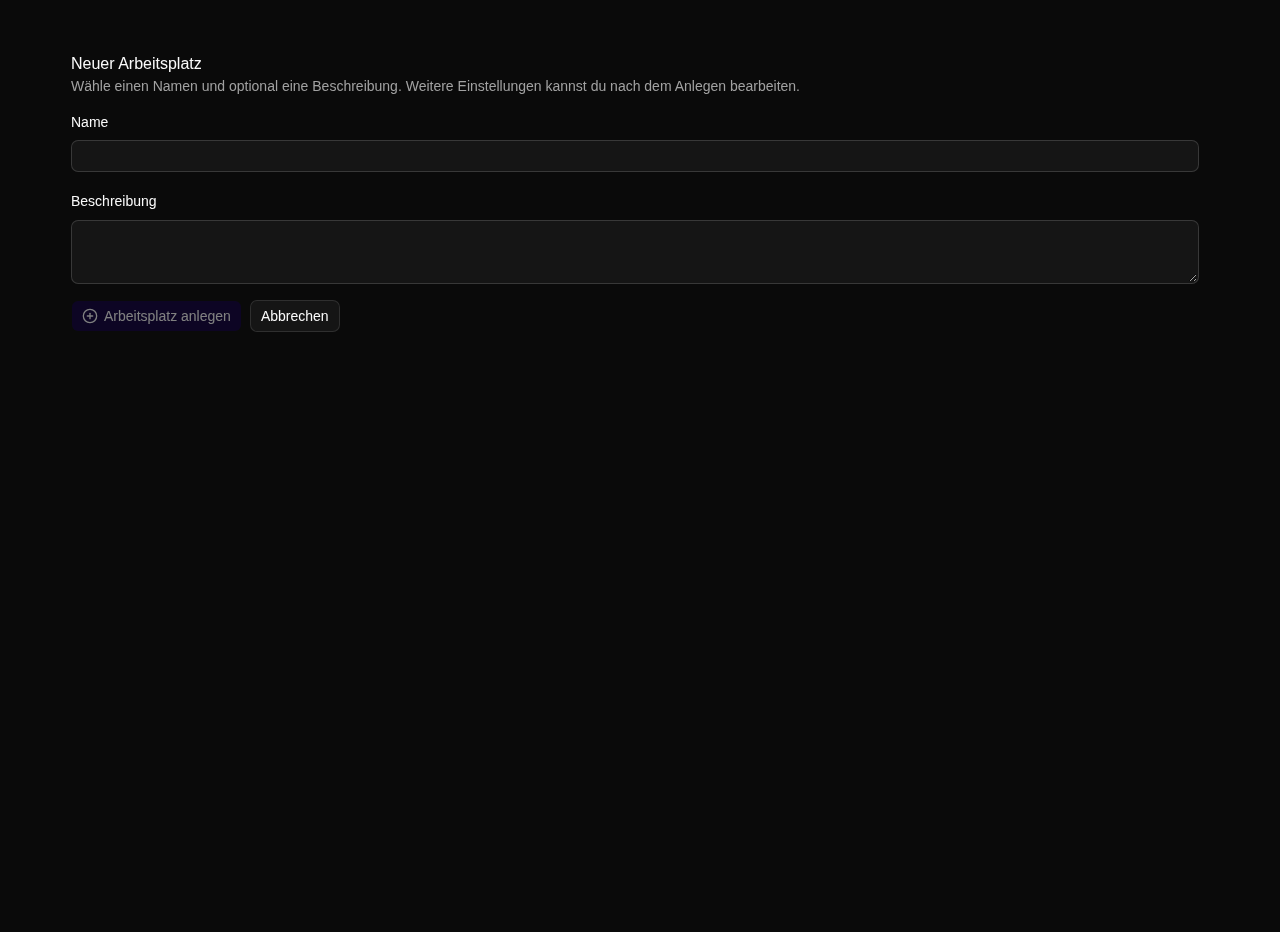 Neuer Arbeitsplatz
Wähle einen Namen und optional eine Beschreibung. Weitere Einstellungen kannst du nach dem Anlegen bearbeiten.
Name
Beschreibung
Arbeitsplatz anlegen Abbrechen